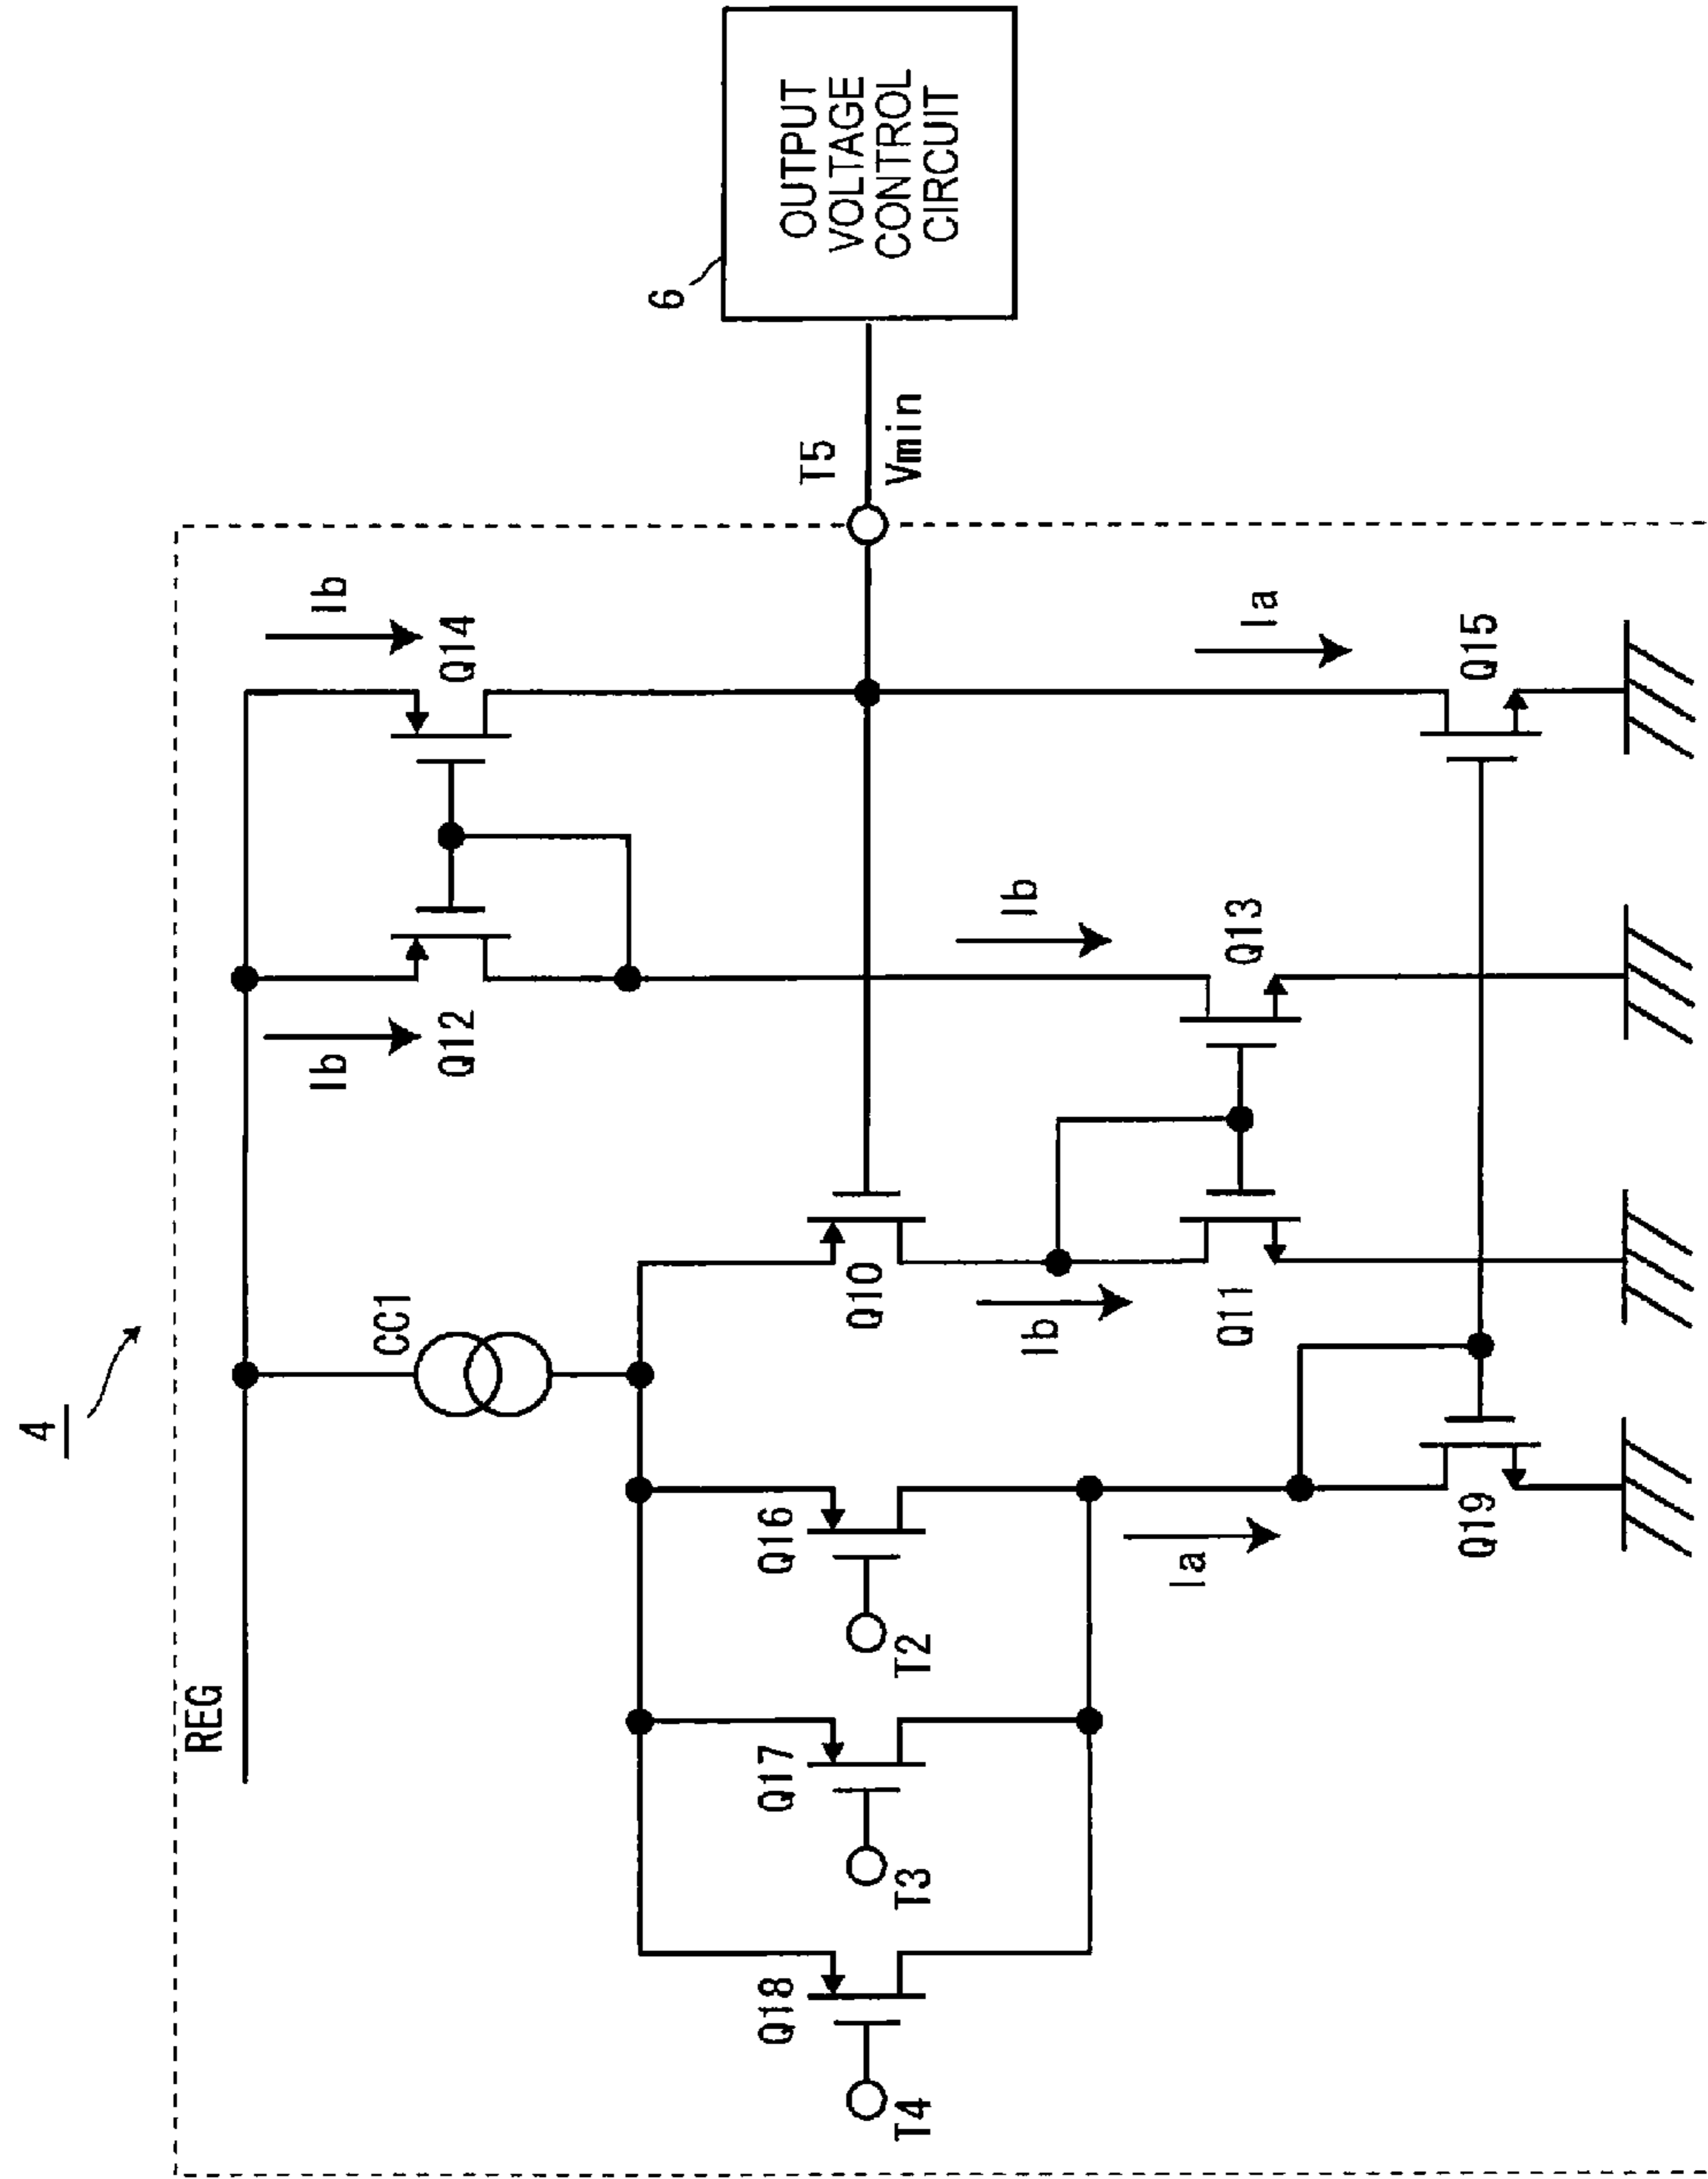 4
REG
CC1
Ib
Q12
Ib
Q14
T5
Vmin
6
OUTPUT
VOLTAGE
CONTROL
CIRCUIT
Q18
T4
Q17
T3
Q16
T2
Q10
Ib
Q11
Ib
Q13
Ia
Q15
Ia
Q19